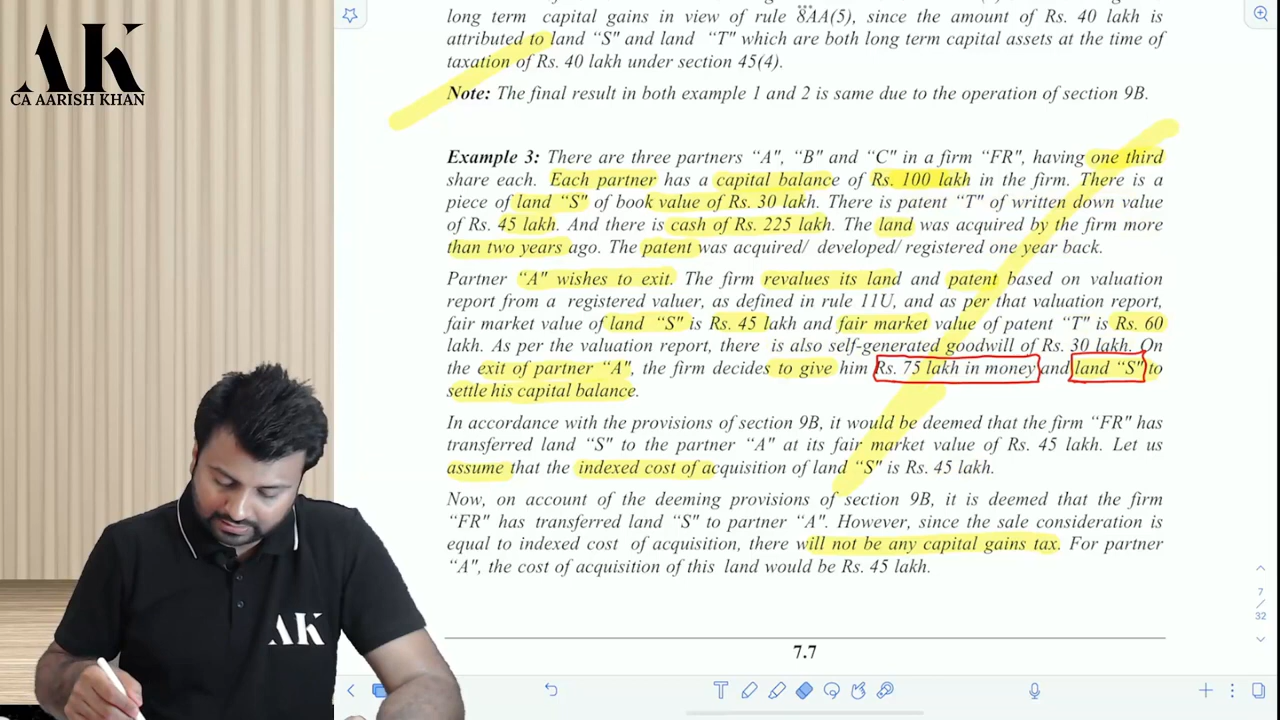 AK
CA AARISH KHAN
long term capital gains in view of rule 8AA(5), since the amount of Rs. 40 lakh is
attributed to land “S” and land “T” which are both long term capital assets at the time of
taxation of Rs. 40 lakh under section 45(4).
Note: The final result in both example 1 and 2 is same due to the operation of section 9B.
Example 3: There are three partners “A”, “B” and “C” in a firm “FR”, having one third
share each. Each partner has a capital balance of Rs. 100 lakh in the firm. There is a
piece of land “S” of book value of Rs. 30 lakh. There is patent “T” of written down value
of Rs. 45 lakh. And there is cash of Rs. 225 lakh. The land was acquired by the firm more
than two years ago. The patent was acquired/ developed/ registered one year back.
Partner “A” wishes to exit. The firm revalues its land and patent based on valuation
report from a registered valuer, as defined in rule 11U, and as per that valuation report,
fair market value of land “S” is Rs. 45 lakh and fair market value of patent “T” is Rs. 60
lakh. As per the valuation report, there is also self-generated goodwill of Rs. 30 lakh. On
the exit of partner “A”, the firm decides to give him Rs. 75 lakh in money and land “S” to
settle his capital balance.
In accordance with the provisions of section 9B, it would be deemed that the firm “FR” has
transferred land “S” to the partner “A” at its fair market value of Rs. 45 lakh. Let us
assume that the indexed cost of acquisition of land “S” is Rs. 45 lakh.
Now, on account of the deeming provisions of section 9B, it is deemed that the firm
“FR” has transferred land “S” to partner “A”. However, since the sale consideration is
equal to indexed cost of acquisition, there will not be any capital gains tax. For partner
“A”, the cost of acquisition of this land would be Rs. 45 lakh.
7.7
7
/
32
AK